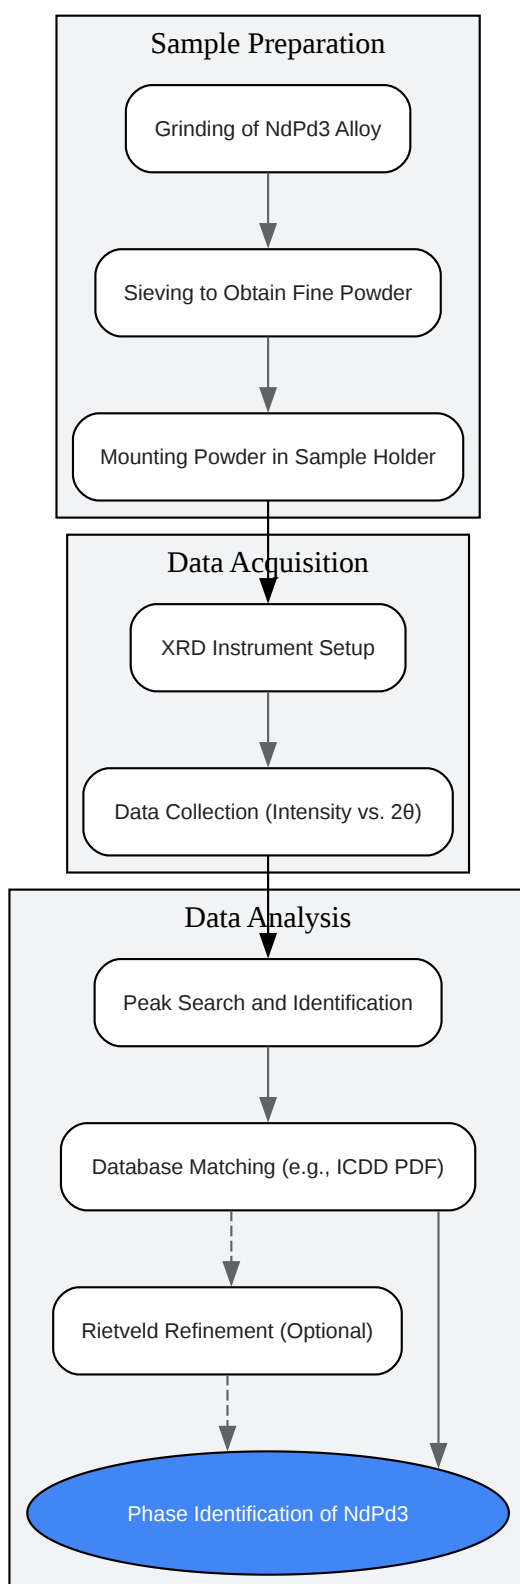 Sample Preparation
Grinding of NdPd3 Alloy
Sieving to Obtain Fine Powder
Mounting Powder in Sample Holder
Data Acquisition
XRD Instrument Setup
Data Collection (Intensity vs. 2θ)
Data Analysis
Peak Search and Identification
Database Matching (e.g., ICDD PDF)
Rietveld Refinement (Optional)
Phase Identification of NdPd3